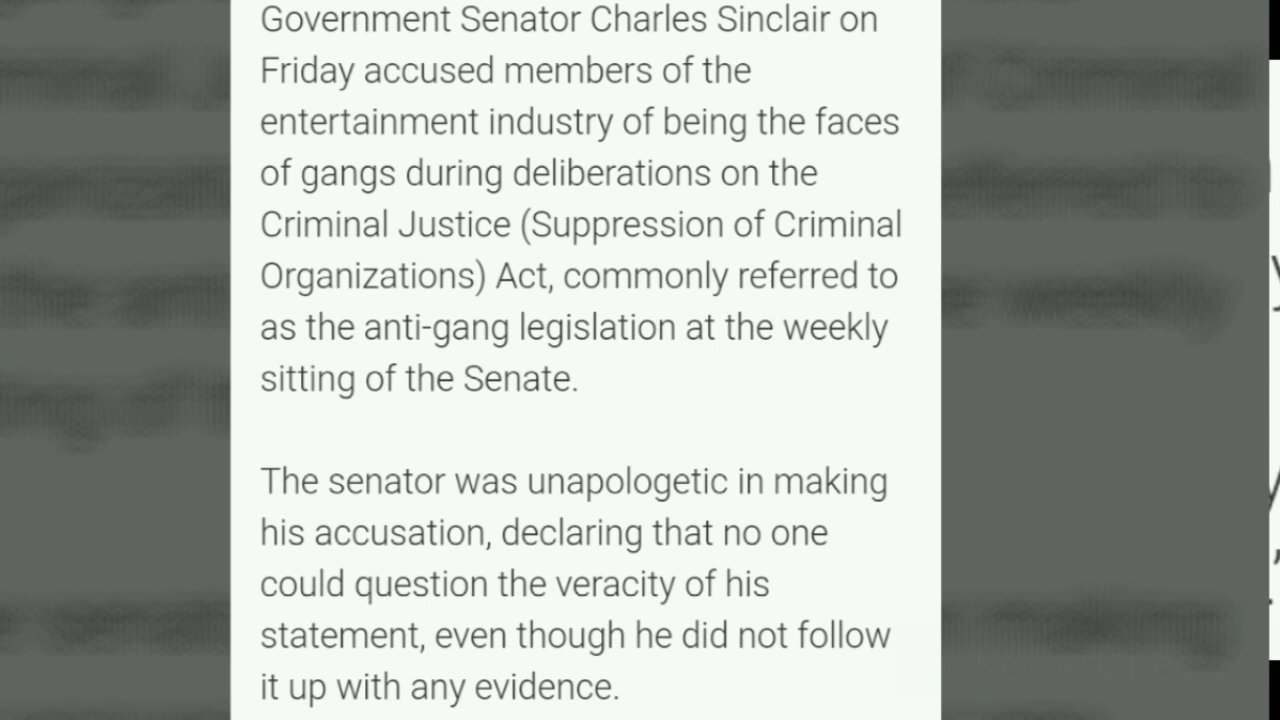 Government Senator Charles Sinclair on
Friday accused members of the
entertainment industry of being the faces
of gangs during deliberations on the
Criminal Justice (Suppression of Criminal
Organizations) Act, commonly referred to
as the anti-gang legislation at the weekly
sitting of the Senate.
The senator was unapologetic in making
his accusation, declaring that no one
could question the veracity of his
statement, even though he did not follow
it up with any evidence.